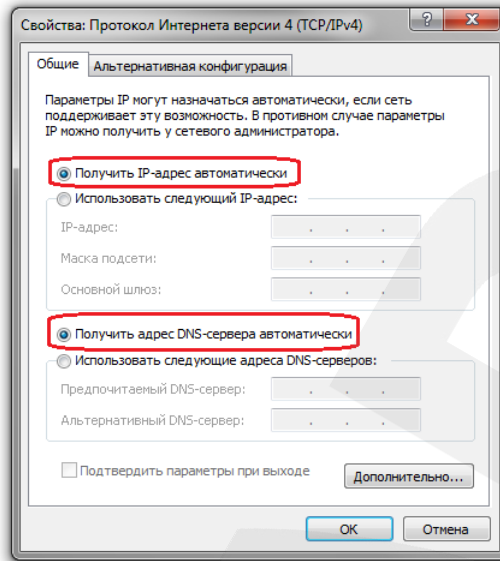 Свойства: Протокол Интернета версии 4 (TCP/IPv4)
Общие
Альтернативная конфигурация
Параметры IP могут назначаться автоматически, если сеть
поддерживает эту возможность. В противном случае параметры
IP можно получить у сетевого администратора.
Получить IP-адрес автоматически
Использовать следующий IP-адрес:
IP-адрес:
Маска подсети:
Основной шлюз:
Получить адрес DNS-сервера автоматически
Использовать следующие адреса DNS-серверов:
Предпочитаемый DNS-сервер:
Альтернативный DNS-сервер:
Подтвердить параметры при выходе
Дополнительно...
ОК
Отмена